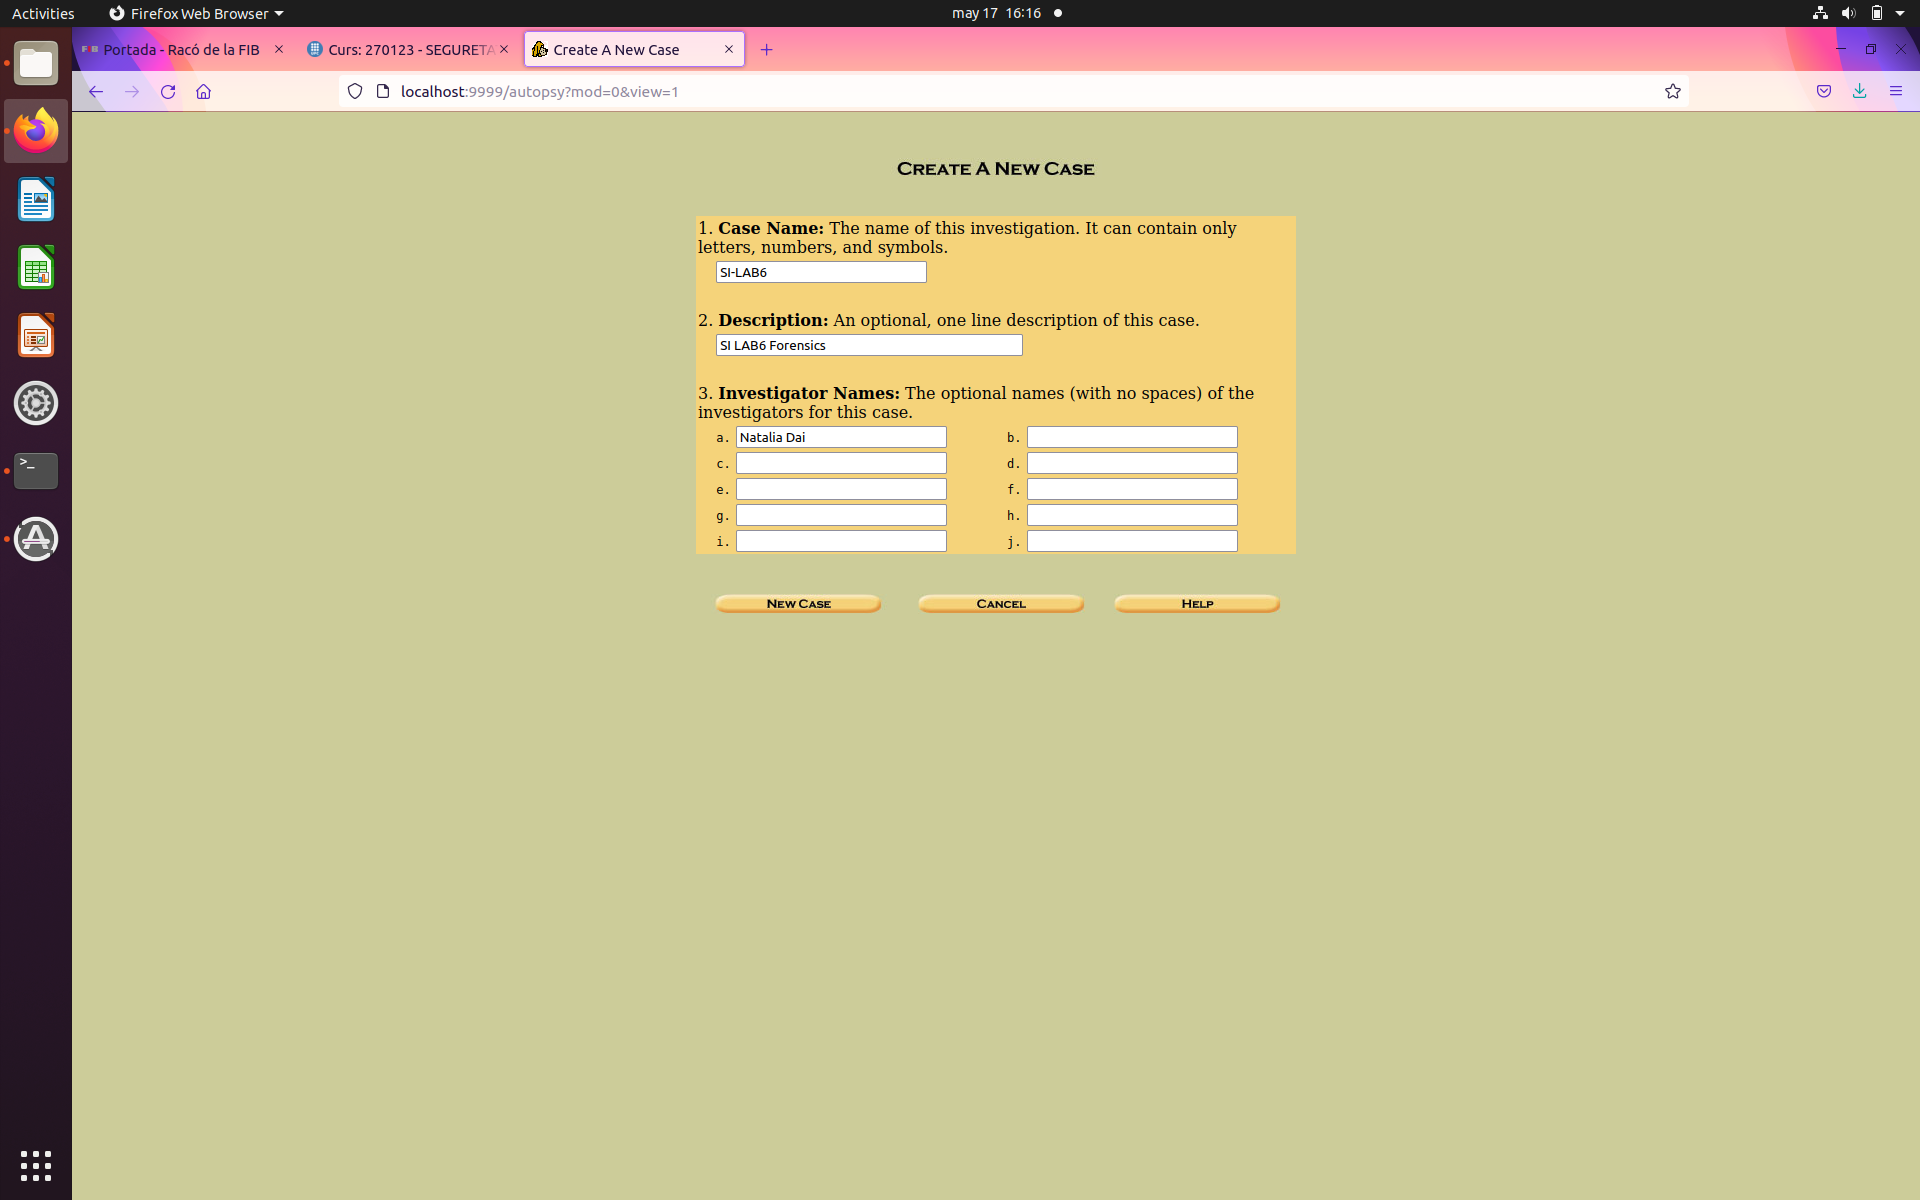 Activities
Firefox Web Browser
may 17 16:16
Portada - Racó de la FIB
Curs: 270123 - SEGURETA
Create A New Case
localhost:9999/autopsy?mod=0&view=1
CREATE A NEW CASE
1. Case Name: The name of this investigation. It can contain only
letters, numbers, and symbols.
SI-LAB6
2. Description: An optional, one line description of this case.
SI LAB6 Forensics
3. Investigator Names: The optional names (with no spaces) of the
investigators for this case.
a. Natalia Dai b.
c. d.
e. f.
g. h.
i. j.
NEW CASE CANCEL HELP